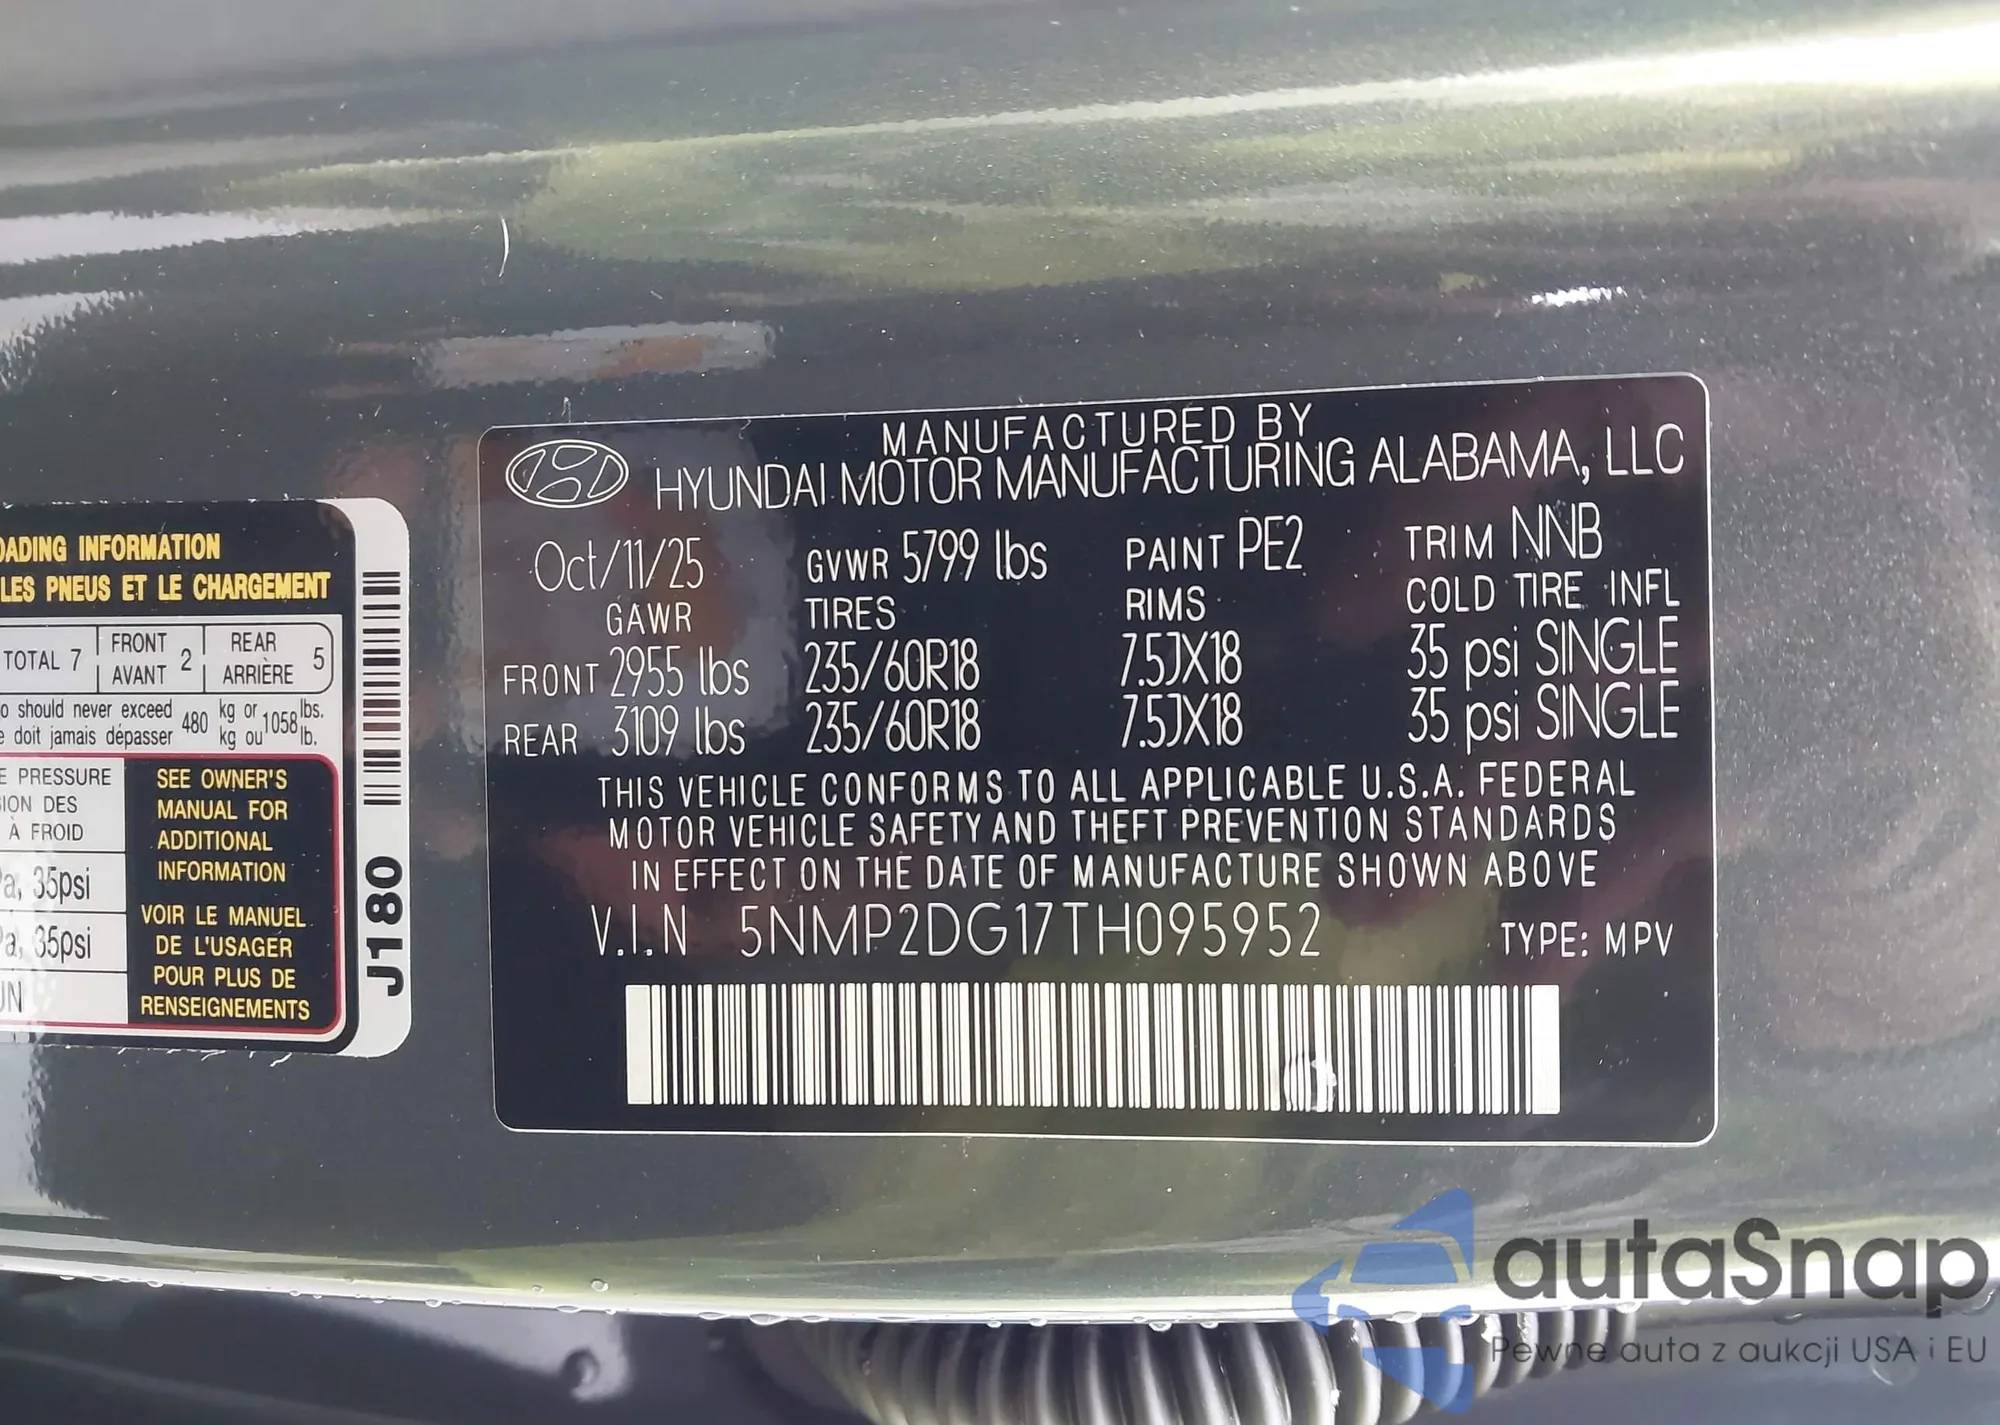 OADING INFORMATION
LES PNEUS ET LE CHARGEMENT
TOTAL 7 FRONT AVANT 2 REAR ARRIÈRE 5
o should never exceed 480 kg or 1058 lbs.
e doit jamais dépasser kg ou lb.
E PRESSURE
ION DES
À FROID
a, 35psi
a, 35psi
UN
SEE OWNER'S
MANUAL FOR
ADDITIONAL
INFORMATION
VOIR LE MANUEL
DE L'USAGER
POUR PLUS DE
RENSEIGNEMENTS
J180
MANUFACTURED BY
HYUNDAI MOTOR MANUFACTURING ALABAMA, LLC
Oct/11/25 GVWR 5799 lbs PAINT PE2 TRIM NNB
GAWR TIRES RIMS COLD TIRE INFL
FRONT 2955 lbs 235/60R18 7.5JX18 35 psi SINGLE
REAR 3109 lbs 235/60R18 7.5JX18 35 psi SINGLE
THIS VEHICLE CONFORMS TO ALL APPLICABLE U.S.A. FEDERAL
MOTOR VEHICLE SAFETY AND THEFT PREVENTION STANDARDS
IN EFFECT ON THE DATE OF MANUFACTURE SHOWN ABOVE
V.I.N 5NMP2DG17TH095952 TYPE: MPV
autaSnap
Pewne auta z aukcji USA i EU